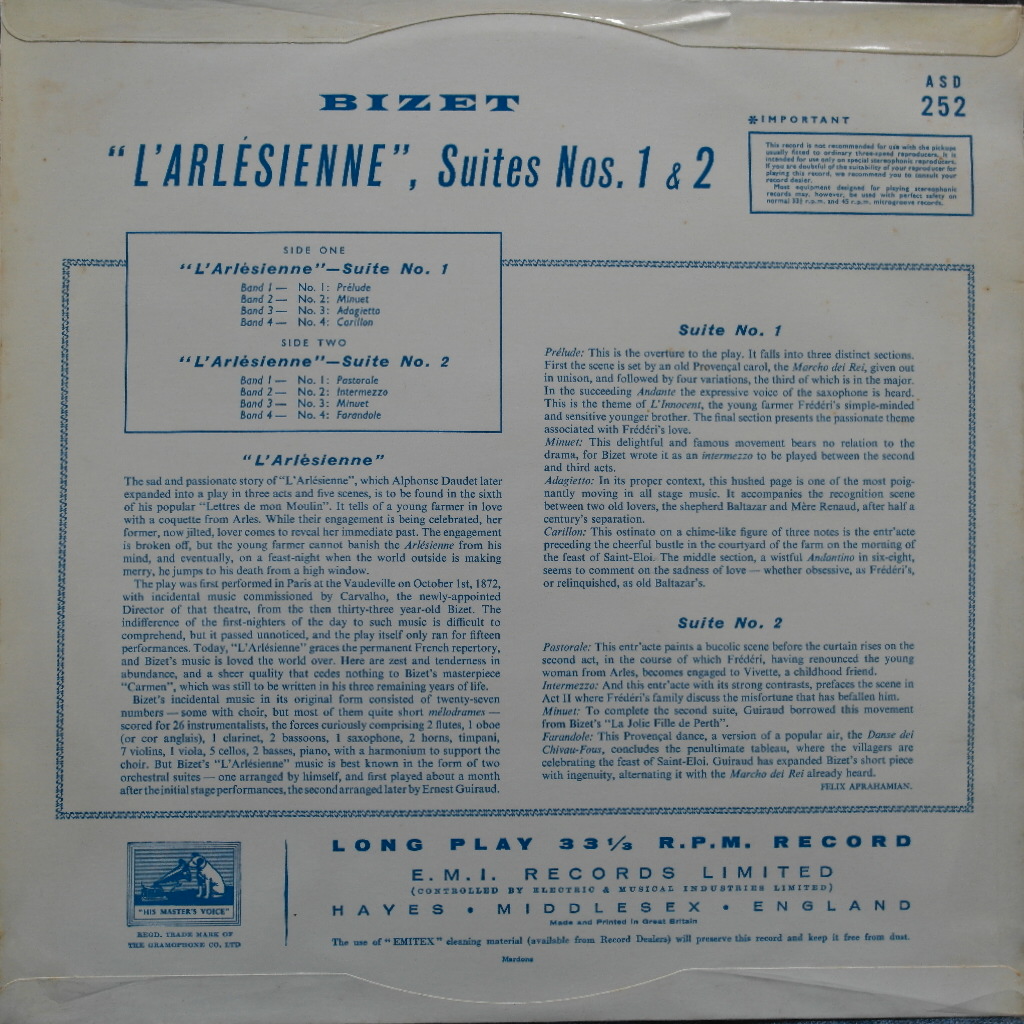 BIZET
"L'ARLÉSIENNE", Suites Nos. 1 & 2
ASD
252
*IMPORTANT
This record is not recommended for use with the pickups
usually fitted to ordinary three-speed reproducers. It is
intended for use only on special stereophonic reproducers.
If you are doubtful of the suitability of your reproducer for
playing this record, we recommend you to consult your
record dealer.
Most equipment designed for playing stereophonic
records may, however, be used with perfect safety on
normal 33⅓ r.p.m. and 45 r.p.m. microgroove records.
SIDE ONE
"L'Arlésienne"—Suite No. 1
Band 1— No. 1: Prélude
Band 2— No. 2: Minuet
Band 3— No. 3: Adagietto
Band 4— No. 4: Carillon
SIDE TWO
"L'Arlésienne"—Suite No. 2
Band 1— No. 1: Pastorale
Band 2— No. 2: Intermezzo
Band 3— No. 3: Minuet
Band 4— No. 4: Farandole
"L'Arlésienne"
The sad and passionate story of "L'Arlésienne", which Alphonse Daudet later
expanded into a play in three acts and five scenes, is to be found in the sixth
of his popular "Lettres de mon Moulin". It tells of a young farmer in love
with a coquette from Arles. While their engagement is being celebrated, her
former, now jilted, lover comes to reveal her immediate past. The engagement
is broken off, but the young farmer cannot banish the Arlésienne from his
mind, and eventually, on a feast-night when the world outside is making
merry, he jumps to his death from a high window.
The play was first performed in Paris at the Vaudeville on October 1st, 1872,
with incidental music commissioned by Carvalho, the newly-appointed
Director of that theatre, from the then thirty-three year-old Bizet. The
indifference of the first-nighters of the day to such music is difficult to
comprehend, but it passed unnoticed, and the play itself only ran for fifteen
performances. Today, "L'Arlésienne" graces the permanent French repertory,
and Bizet's music is loved the world over. Here are zest and tenderness in
abundance, and a sheer quality that cedes nothing to Bizet's masterpiece
"Carmen", which was still to be written in his three remaining years of life.
Bizet's incidental music in its original form consisted of twenty-seven
numbers — some with choir, but most of them quite short mélodrames —
scored for 26 instrumentalists, the forces curiously comprising 2 flutes, 1 oboe
(or cor anglais), 1 clarinet, 2 bassoons, 1 saxophone, 2 horns, timpani,
7 violins, 1 viola, 5 cellos, 2 basses, piano, with a harmonium to support the
choir. But Bizet's "L'Arlésienne" music is best known in the form of two
orchestral suites — one arranged by himself, and first played about a month
after the initial stage performances, the second arranged later by Ernest Guiraud.
Suite No. 1
Prélude: This is the overture to the play. It falls into three distinct sections.
First the scene is set by an old Provençal carol, the Marcho dei Rei, given out
in unison, and followed by four variations, the third of which is in the major.
In the succeeding Andante the expressive voice of the saxophone is heard.
This is the theme of L'Innocent, the young farmer Frédéri's simple-minded
and sensitive younger brother. The final section presents the passionate theme
associated with Frédéri's love.
Minuet: This delightful and famous movement bears no relation to the
drama, for Bizet wrote it as an intermezzo to be played between the second
and third acts.
Adagietto: In its proper context, this hushed page is one of the most poig-
nantly moving in all stage music. It accompanies the recognition scene
between two old lovers, the shepherd Baltazar and Mère Renaud, after half a
century's separation.
Carillon: This ostinato on a chime-like figure of three notes is the entr'acte
preceding the cheerful bustle in the courtyard of the farm on the morning of
the feast of Saint-Eloi. The middle section, a wistful Andantino in six-eight,
seems to comment on the sadness of love — whether obsessive, as Frédéri's,
or relinquished, as old Baltazar's.
Suite No. 2
Pastorale: This entr'acte paints a bucolic scene before the curtain rises on the
second act, in the course of which Frédéri, having renounced the young
woman from Arles, becomes engaged to Vivette, a childhood friend.
Intermezzo: And this entr'acte with its strong contrasts, prefaces the scene in
Act II where Frédéri's family discuss the misfortune that has befallen him.
Minuet: To complete the second suite, Guiraud borrowed this movement
from Bizet's "La Jolie Fille de Perth".
Farandole: This Provençal dance, a version of a popular air, the Danse dei
Chivau-Fous, concludes the penultimate tableau, where the villagers are
celebrating the feast of Saint-Eloi. Guiraud has expanded Bizet's short piece
with ingenuity, alternating it with the Marcho dei Rei already heard.
FELIX APRAHAMIAN.
"HIS MASTER'S VOICE"
REGD. TRADE MARK OF
THE GRAMOPHONE CO. LTD
LONG PLAY 33⅓ R.P.M. RECORD
E.M.I. RECORDS LIMITED
(CONTROLLED BY ELECTRIC & MUSICAL INDUSTRIES LIMITED)
HAYES • MIDDLESEX • ENGLAND
Made and Printed in Great Britain
The use of "EMITEX" cleaning material (available from Record Dealers) will preserve this record and keep it free from dust.
Mardons